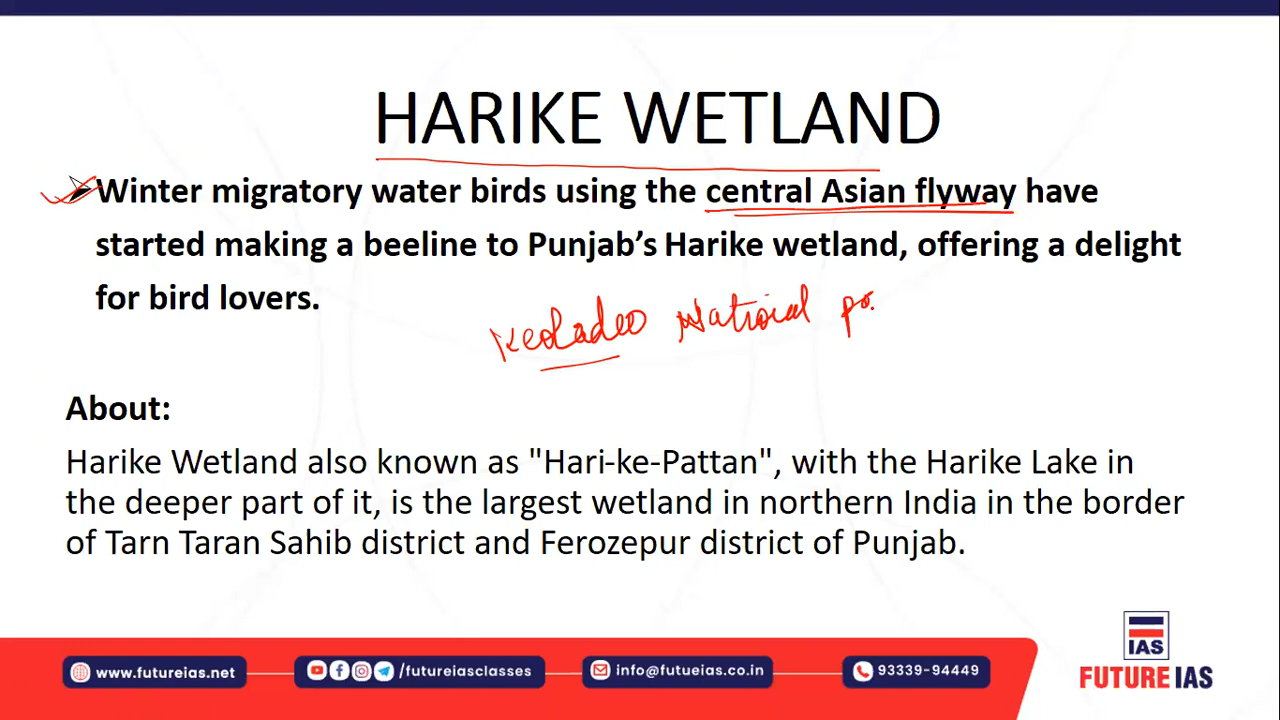 HARIKE WETLAND
➢ Winter migratory water birds using the central Asian flyway have
started making a beeline to Punjab's Harike wetland, offering a delight
for bird lovers.
Keoladeo National
About:
Harike Wetland also known as "Hari-ke-Pattan", with the Harike Lake in
the deeper part of it, is the largest wetland in northern India in the border
of Tarn Taran Sahib district and Ferozepur district of Punjab.
IAS
www.futureias.net /futureiasclasses info@futueias.co.in 93339-94449 FUTURE IAS